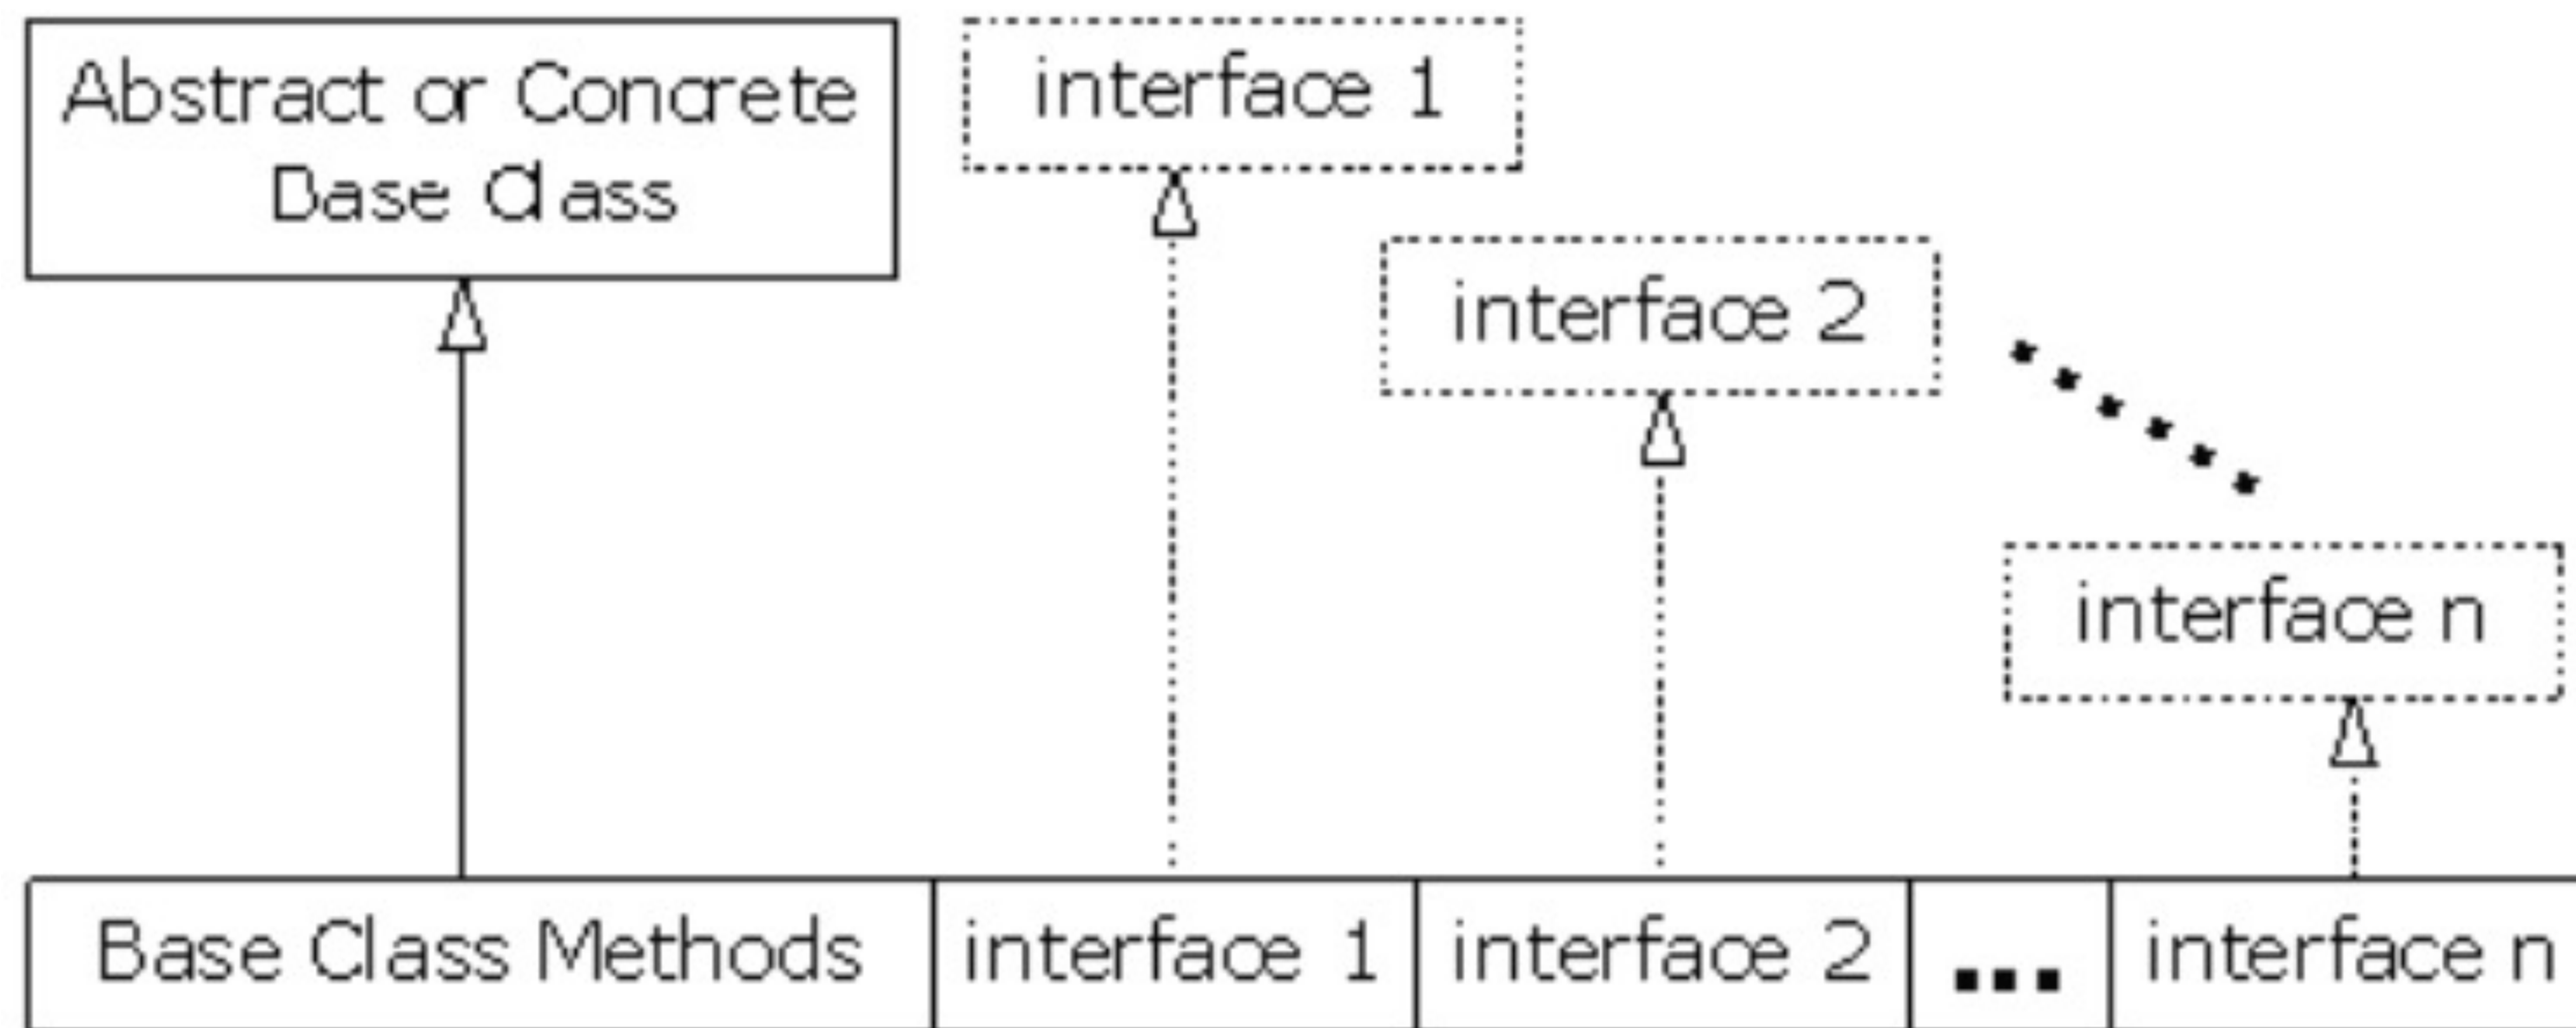 Abstract or Concrete
Base Class
interface 1
interface 2
interface n
Base Class Methods
interface 1
interface 2
...
interface n